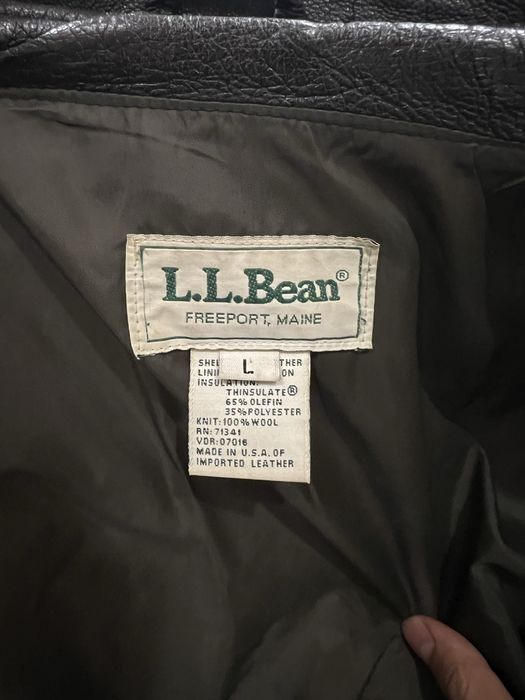 L.L.Bean®
FREEPORT, MAINE
L
INSULATION:
THINSULATE®
65% OLEFIN
35% POLYESTER
KNIT: 100% WOOL
RN: 71341
VDR: 07016
MADE IN U.S.A. OF
IMPORTED LEATHER